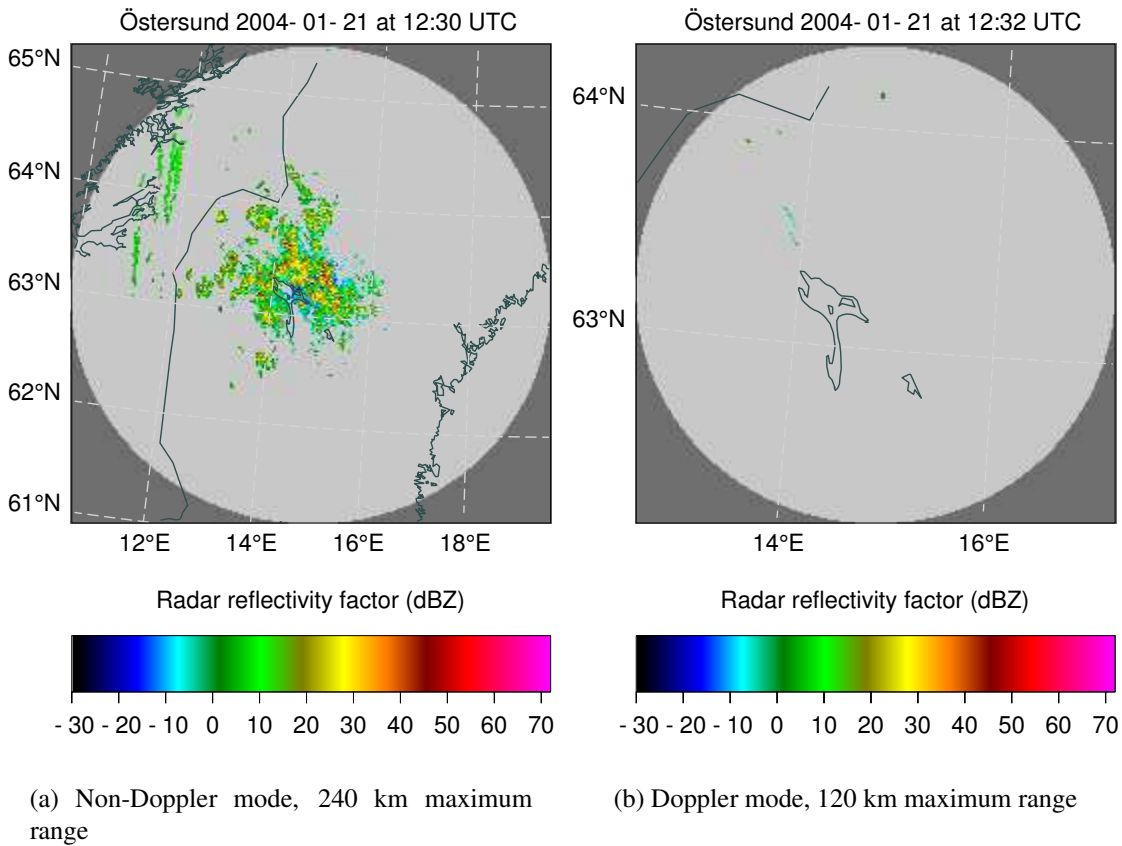 Östersund 2004- 01- 21 at 12:30 UTC
65°N
64°N
63°N
62°N
61°N
12°E 14°E 16°E 18°E
Radar reflectivity factor (dBZ)
- 30 - 20 - 10 0 10 20 30 40 50 60 70
(a) Non-Doppler mode, 240 km maximum
range
Östersund 2004- 01- 21 at 12:32 UTC
64°N
63°N
14°E 16°E
Radar reflectivity factor (dBZ)
- 30 - 20 - 10 0 10 20 30 40 50 60 70
(b) Doppler mode, 120 km maximum range